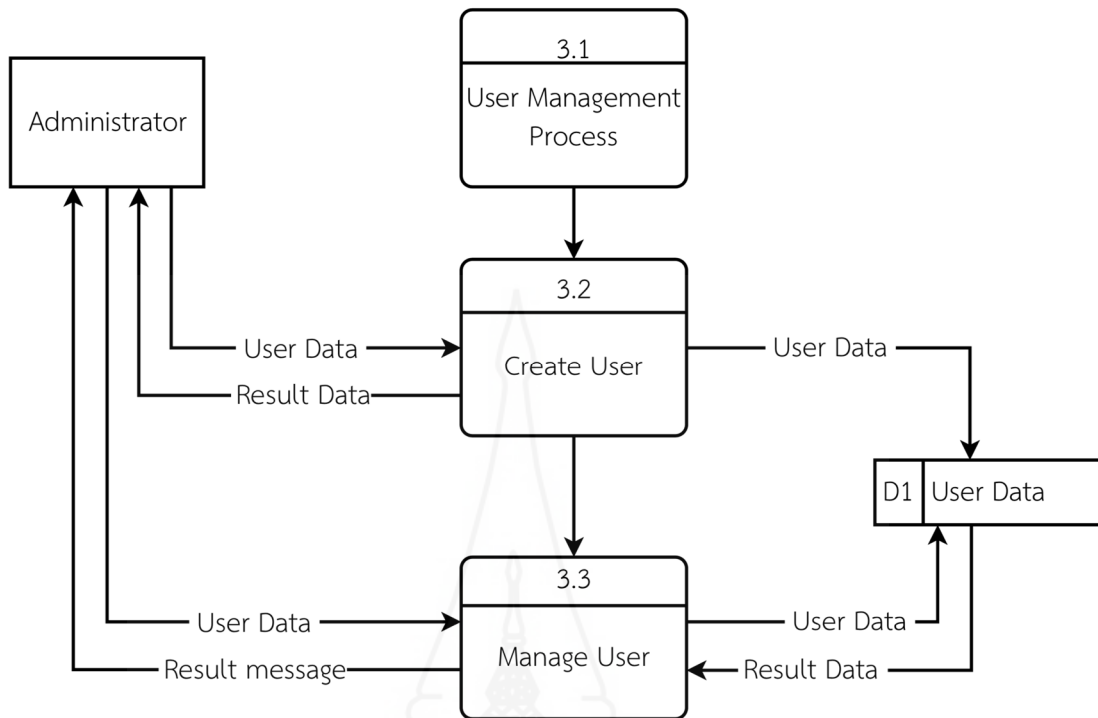 3.1
User Management
Process
Administrator
3.2
Create User
User Data
Result Data
User Data
D1 User Data
3.3
Manage User
User Data
Result message
User Data
Result Data